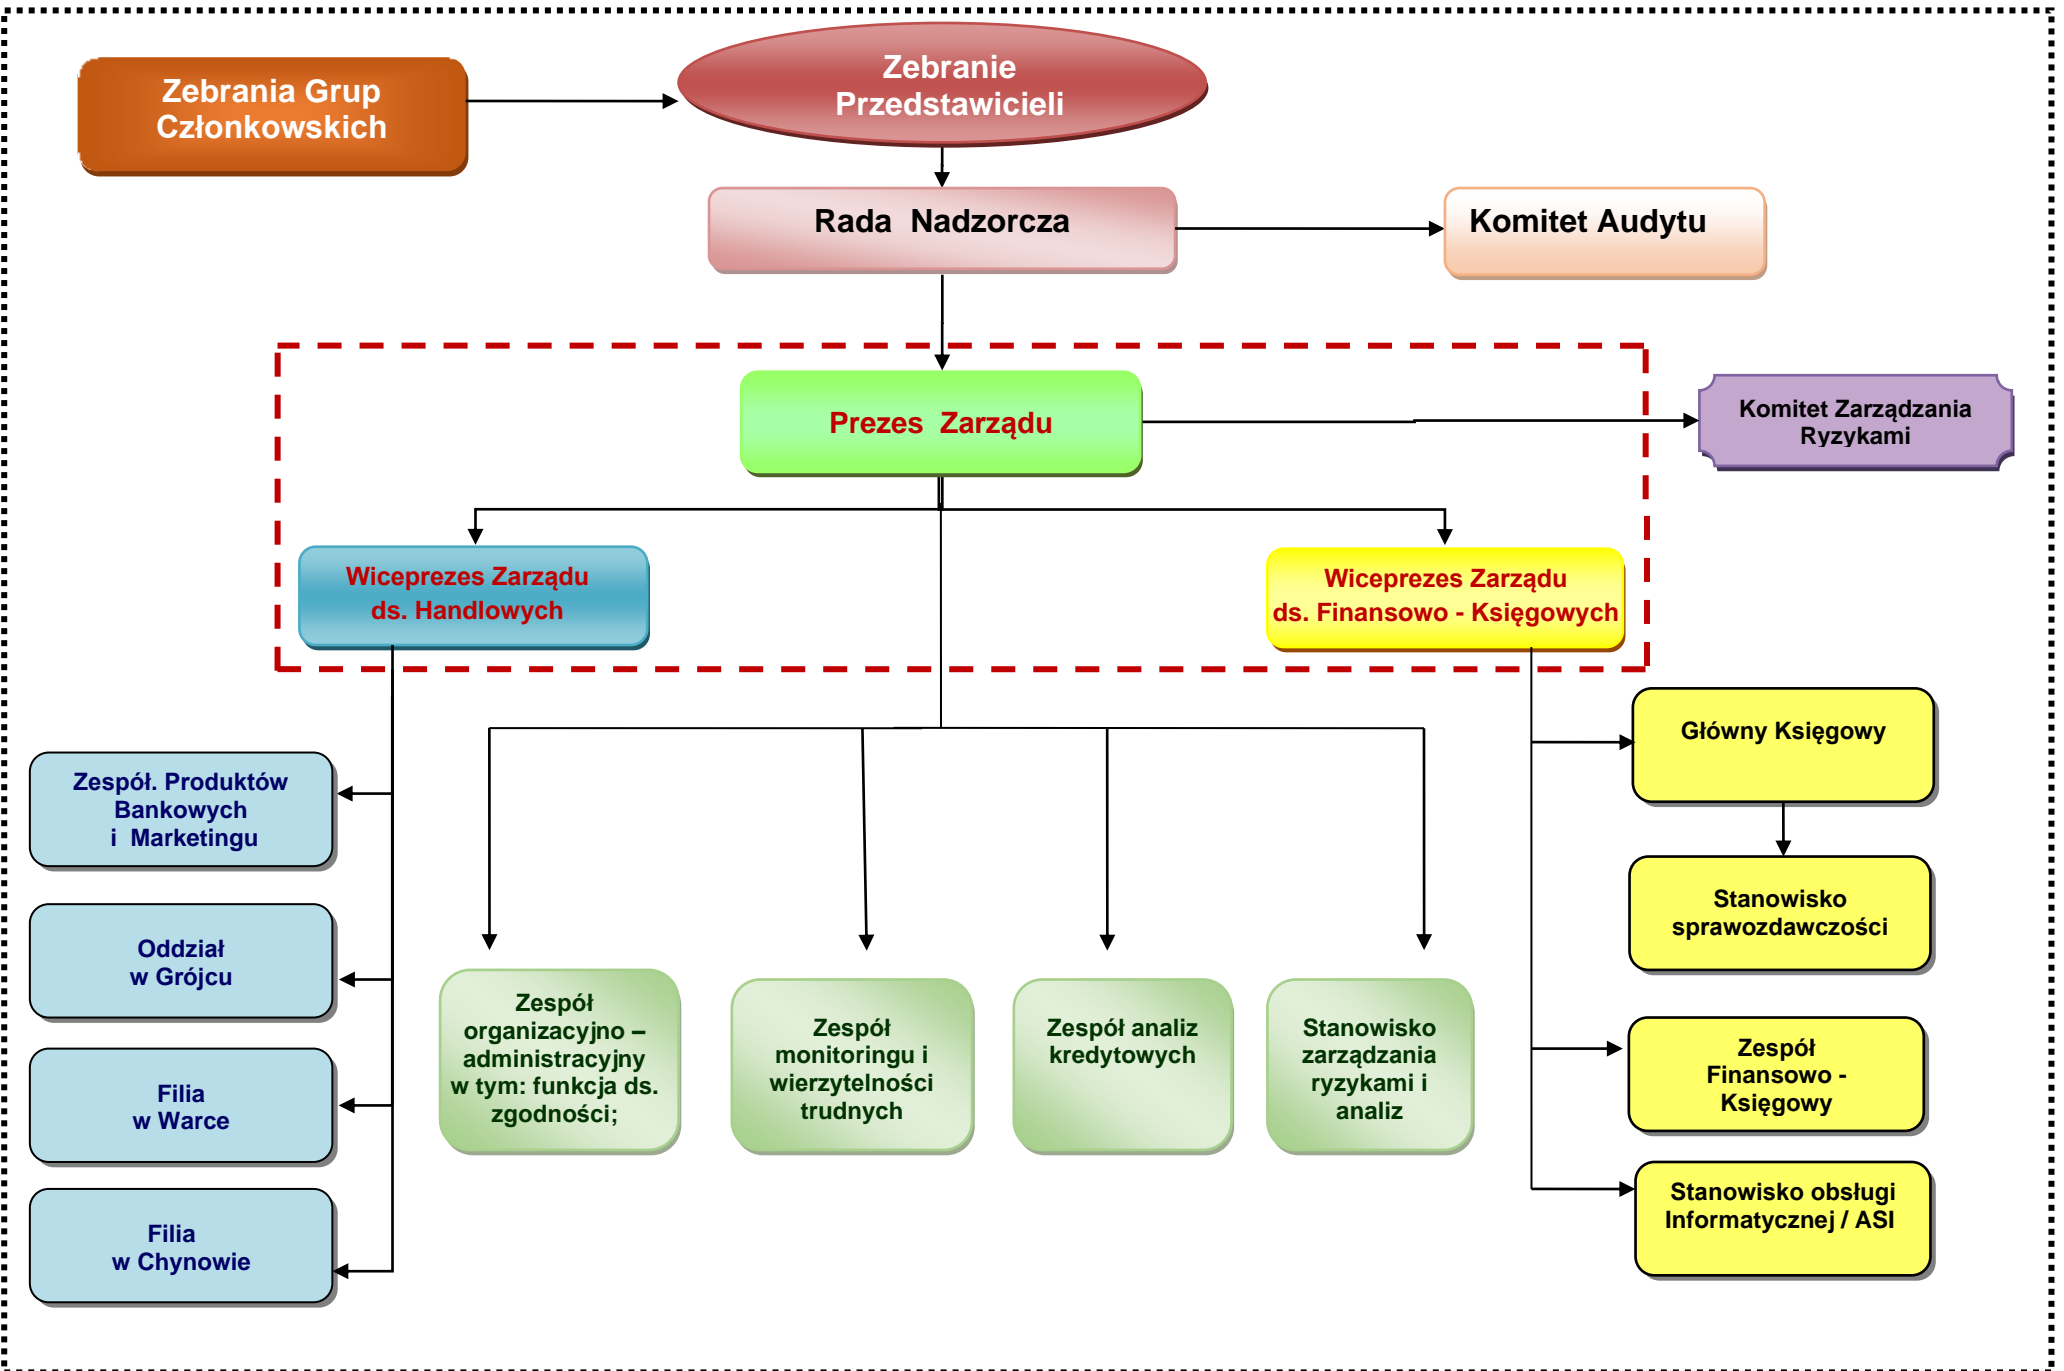 Zebrania Grup
Członkowskich
Zebranie
Przedstawicieli
Rada Nadzorcza
Komitet Audytu
Prezes Zarządu
Komitet Zarządzania
Ryzykami
Wiceprezes Zarządu
ds. Handlowych
Wiceprezes Zarządu
ds. Finansowo - Księgowych
Zespół. Produktów
Bankowych
i Marketingu
Oddział
w Grójcu
Filia
w Warce
Filia
w Chynowie
Zespół
organizacyjno –
administracyjny
w tym: funkcja ds.
zgodności;
Zespół
monitoringu i
wierzytelności
trudnych
Zespół analiz
kredytowych
Stanowisko
zarządzania
ryzykami i
analiz
Główny Księgowy
Stanowisko
sprawozdawczości
Zespół
Finansowo -
Księgowy
Stanowisko obsługi
Informatycznej / ASI